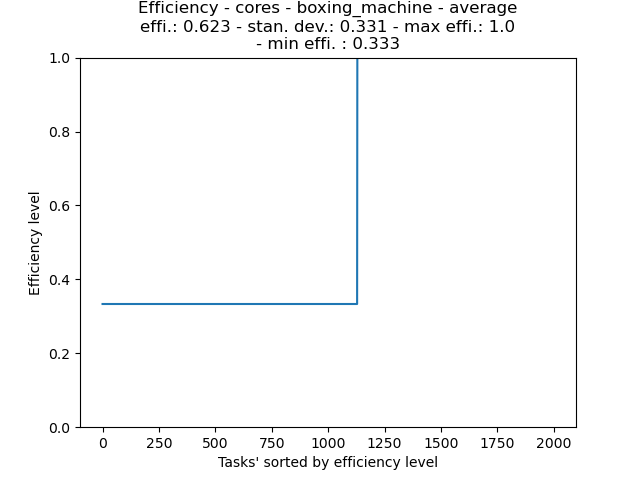 Efficiency - cores - boxing_machine - average
effi.: 0.623 - stan. dev.: 0.331 - max effi.: 1.0
- min effi. : 0.333
1.0
0.8
0.6
0.4
0.2
0.0
Efficiency level
0 250 500 750 1000 1250 1500 1750 2000
Tasks' sorted by efficiency level